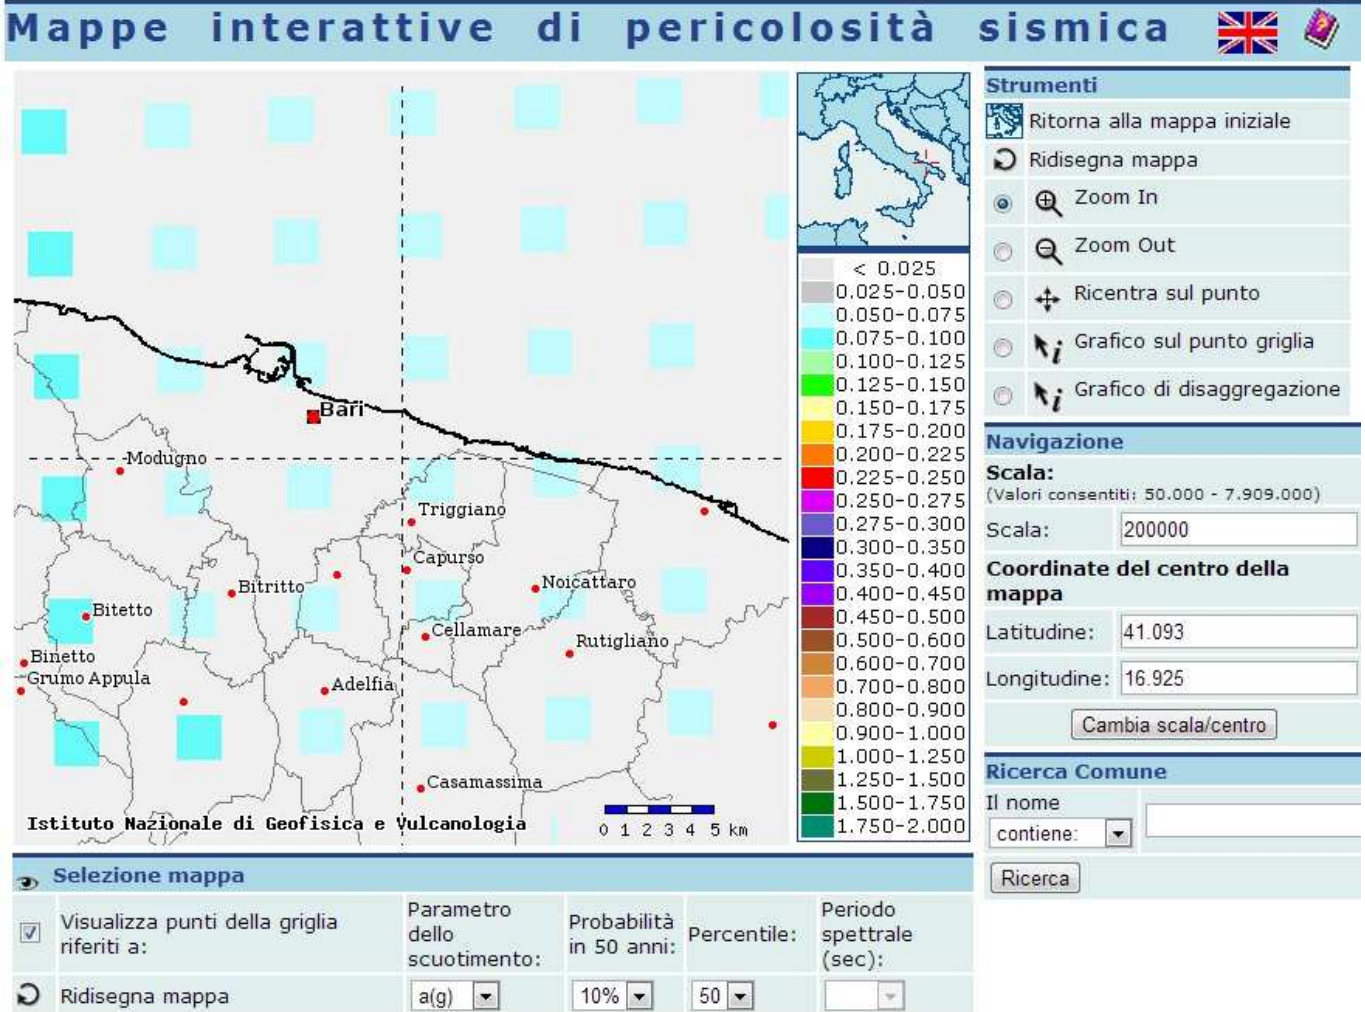 Mappe interattive di pericolosità sismica
Bari
Modugno
Triggiano
Capurso
Bitritto
Noicattaro
Bitetto
Cellamare
Rutigliano
Binetto
Grumo Appula
Adelfia
Casamassima
Istituto Nazionale di Geofisica e Vulcanologia
0 1 2 3 4 5 km
< 0.025
0.025-0.050
0.050-0.075
0.075-0.100
0.100-0.125
0.125-0.150
0.150-0.175
0.175-0.200
0.200-0.225
0.225-0.250
0.250-0.275
0.275-0.300
0.300-0.350
0.350-0.400
0.400-0.450
0.450-0.500
0.500-0.600
0.600-0.700
0.700-0.800
0.800-0.900
0.900-1.000
1.000-1.250
1.250-1.500
1.500-1.750
1.750-2.000
Strumenti
Ritorna alla mappa iniziale
Ridisegna mappa
Zoom In
Zoom Out
Ricentra sul punto
Grafico sul punto griglia
Grafico di disaggregazione
Navigazione
Scala:
(Valori consentiti: 50.000 - 7.909.000)
Scala: 200000
Coordinate del centro della
mappa
Latitudine: 41.093
Longitudine: 16.925
Cambia scala/centro
Ricerca Comune
Il nome
contiene:
Ricerca
Selezione mappa
Visualizza punti della griglia
riferiti a:
Parametro
dello
scuotimento:
Probabilità
in 50 anni:
Percentile:
Periodo
spettrale
(sec):
Ridisegna mappa
a(g)
10%
50